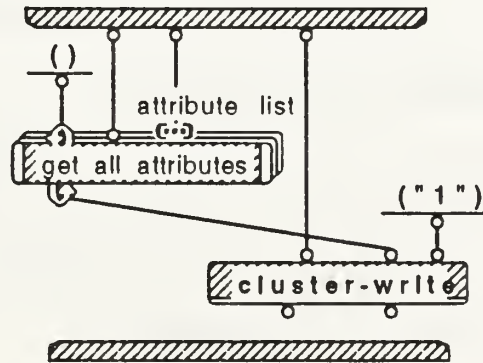 ()
attribute list
get all attributes
("1")
cluster-write